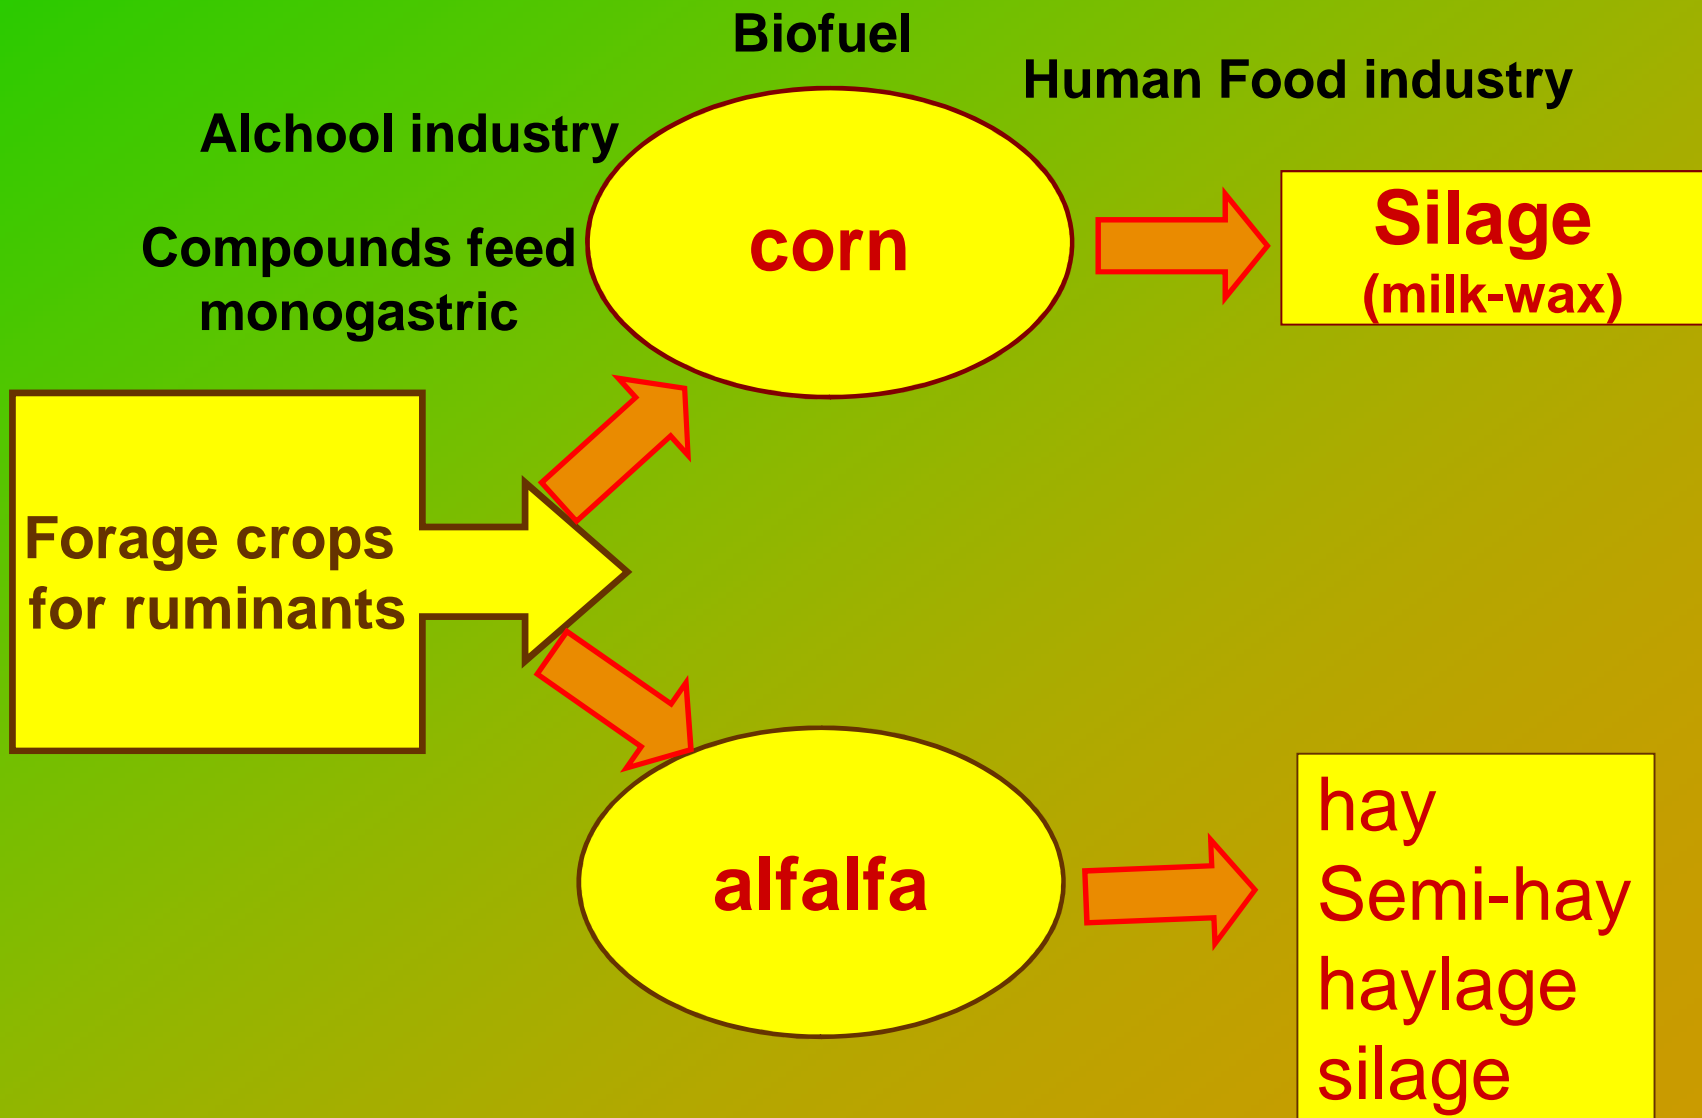 Biofuel
Human Food industry
Alchool industry
Compounds feed
monogastric
corn
Silage
(milk-wax)
Forage crops
for ruminants
alfalfa
hay
Semi-hay
haylage
silage